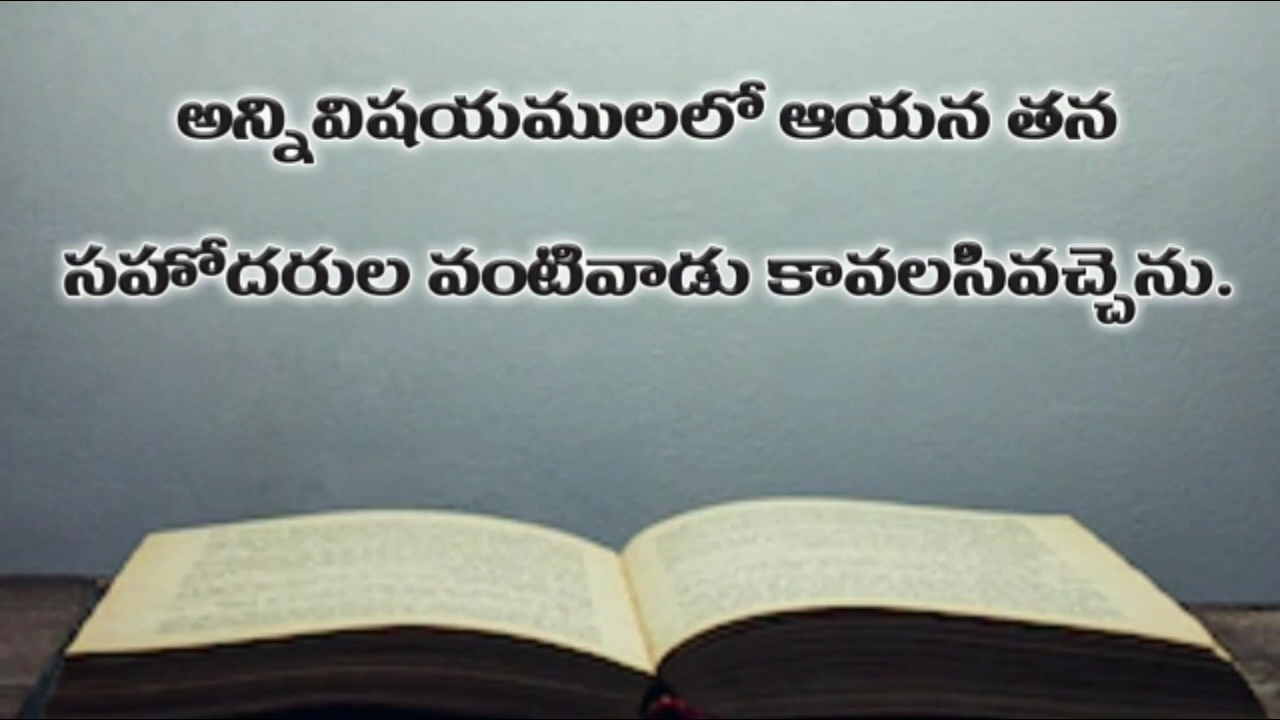 అన్నివిషయములలో ఆయన తన
సహోదరుల వంటివాడు కావలసివచ్చెను.